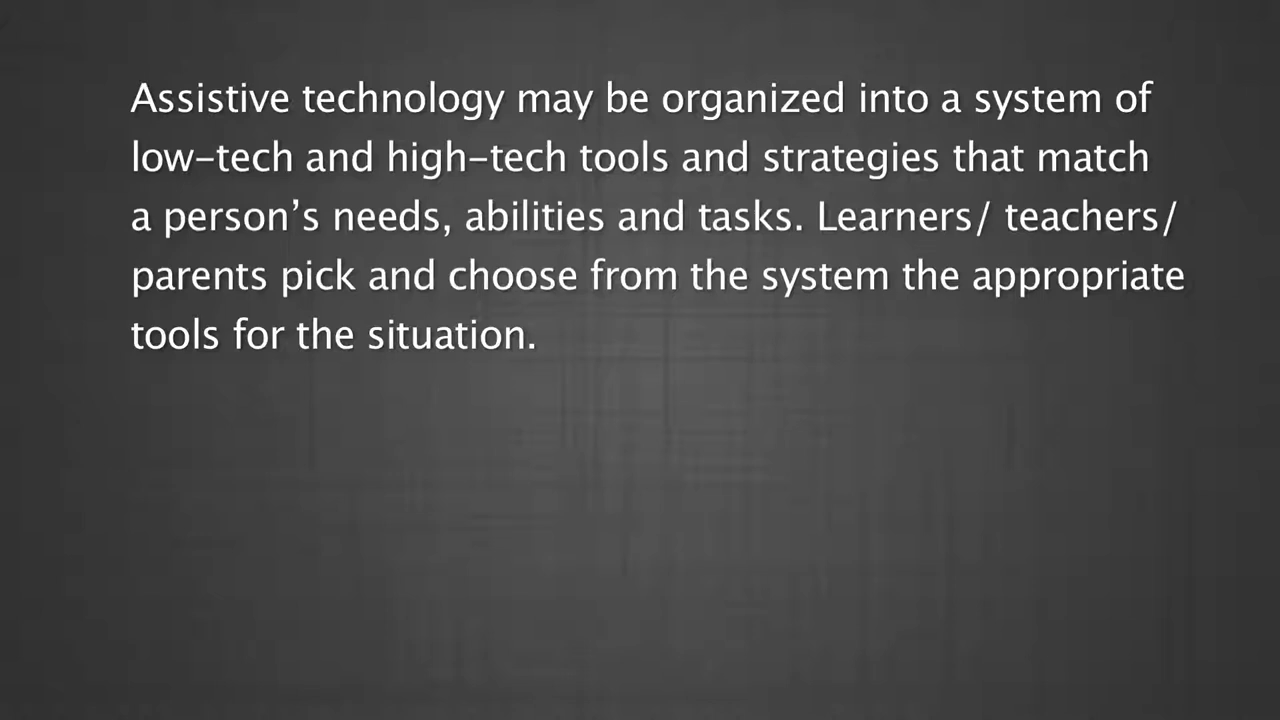 Assistive technology may be organized into a system of
low-tech and high-tech tools and strategies that match
a person’s needs, abilities and tasks. Learners/ teachers/
parents pick and choose from the system the appropriate
tools for the situation.